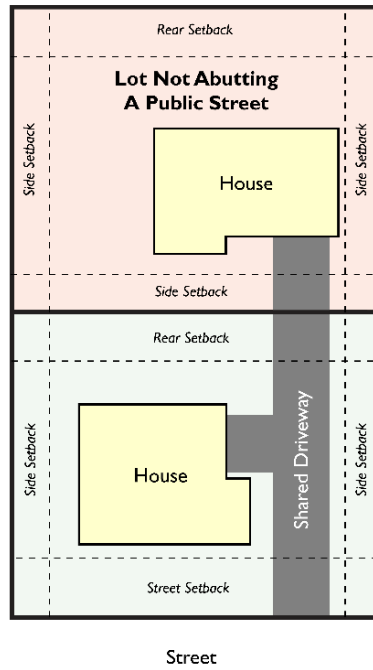 Rear Setback
Lot Not Abutting
A Public Street
Side Setback
Side Setback
House
Side Setback
Rear Setback
Side Setback
Side Setback
House
Shared Driveway
Street Setback
Street